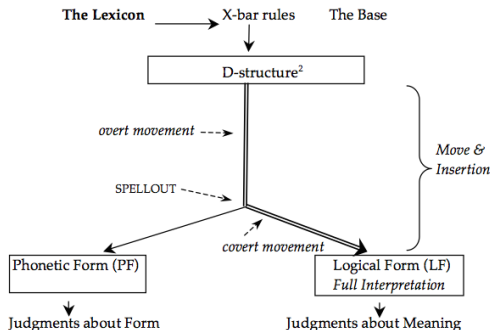 The Lexicon X-bar rules The Base
D-structure²
overt movement
Move &
Insertion
SPELLOUT
covert movement
Phonetic Form (PF)
Logical Form (LF)
Full Interpretation
Judgments about Form
Judgments about Meaning